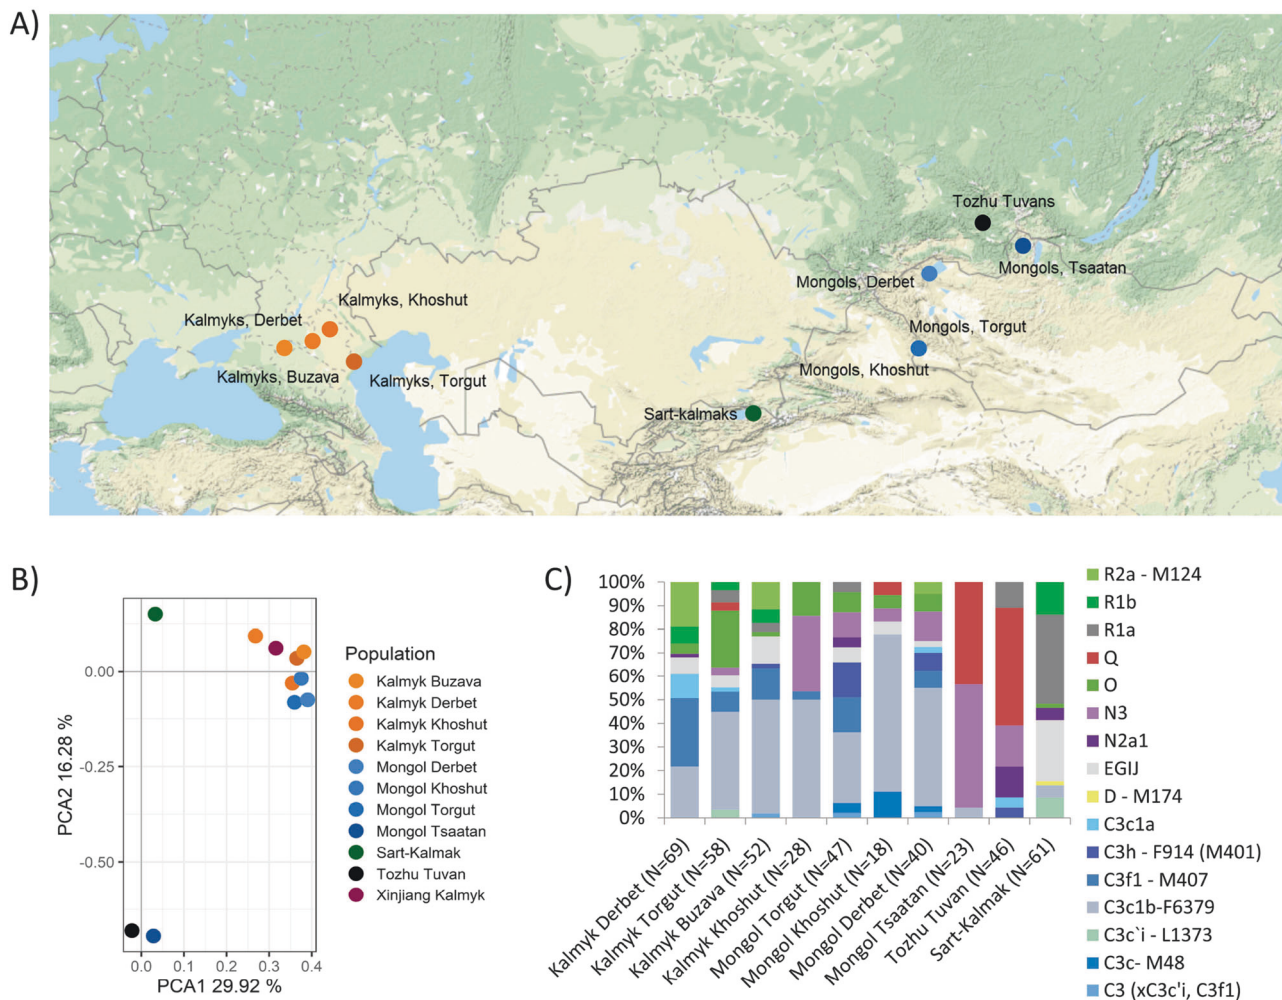 A)
Tozhu Tuvans
Mongols, Tsaatan
Mongols, Derbet
Kalmyks, Khoshut
Kalmyks, Derbet
Mongols, Torgut
Kalmyks, Buzava
Kalmyks, Torgut
Mongols, Khoshut
Sart-kalmaks
B)
0.00
-0.25
-0.50
PCA2 16.28 %
0.0 0.1 0.2 0.3 0.4
PCA1 29.92 %
Population
Kalmyk Buzava
Kalmyk Derbet
Kalmyk Khoshut
Kalmyk Torgut
Mongol Derbet
Mongol Khoshut
Mongol Torgut
Mongol Tsaatan
Sart-Kalmak
Tozhu Tuvan
Xinjiang Kalmyk
C)
100%
90%
80%
70%
60%
50%
40%
30%
20%
10%
0%
Kalmyk Derbet (N=69)
Kalmyk Torgut (N=58)
Kalmyk Buzava (N=52)
Kalmyk Khoshut (N=28)
Mongol Torgut (N=47)
Mongol Khoshut (N=18)
Mongol Derbet (N=40)
Mongol Tsaatan (N=23)
Tozhu Tuvan (N=46)
Sart-Kalmak (N=61)
R2a - M124
R1b
R1a
Q
O
N3
N2a1
EGIJ
D - M174
C3c1a
C3h - F914 (M401)
C3f1 - M407
C3c1b-F6379
C3c`i - L1373
C3c- M48
C3 (xC3c'i, C3f1)